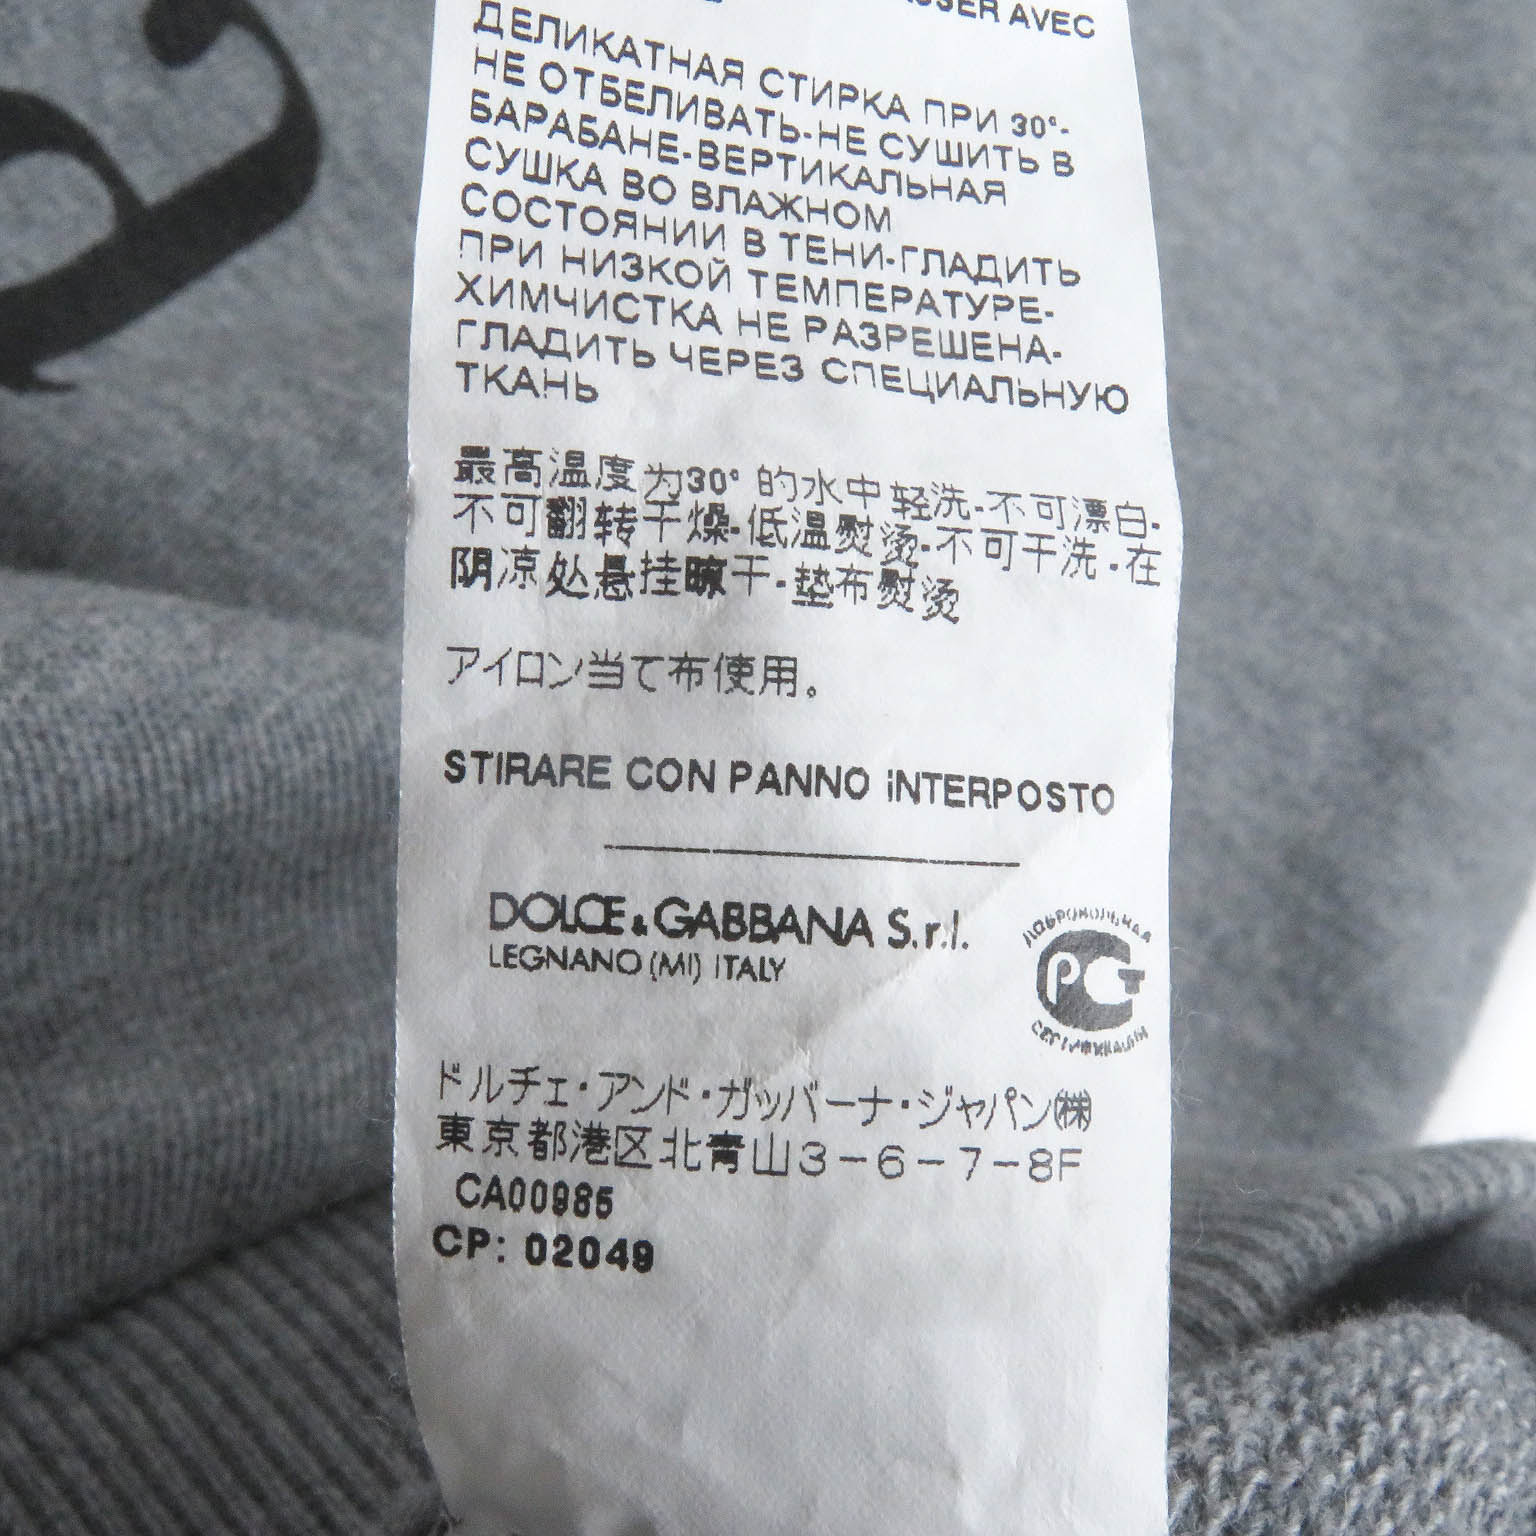 AVEC
ДЕЛИКАТНАЯ СТИРКА ПРИ 30°-
НЕ ОТБЕЛИВАТЬ-НЕ СУШИТЬ В
БАРАБАНЕ-ВЕРТИКАЛЬНАЯ
СУШКА ВО ВЛАЖНОМ
СОСТОЯНИИ В ТЕНИ-ГЛАДИТЬ
ПРИ НИЗКОЙ ТЕМПЕРАТУРЕ-
ХИМЧИСТКА НЕ РАЗРЕШЕНА-
ГЛАДИТЬ ЧЕРЕЗ СПЕЦИАЛЬНУЮ
ТКАНЬ
最高温度为30° 的水中轻洗-不可漂白-
不可翻转干燥-低温熨烫-不可干洗-在
阴凉处悬挂晾干-垫布熨烫
アイロン当て布使用。
STIRARE CON PANNO iNTERPOSTO
DOLCE & GABBANA S.r.l.
LEGNANO (MI) ITALY
ДОБРОВОЛЬНАЯ
РСТ
СЕРТИФИКАЦИЯ
ドルチェ・アンド・ガッバーナ・ジャパン㈱
東京都港区北青山3-6-7-8F
CA00985
CP: 02049